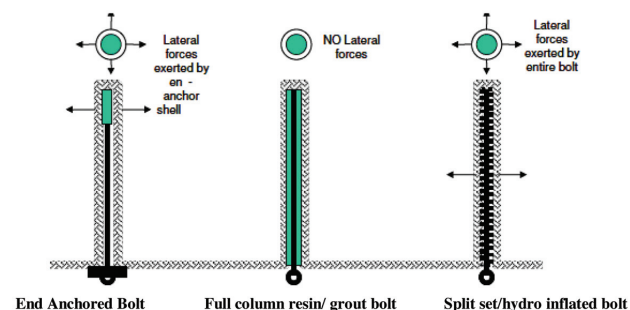 Lateral
forces
exerted by
en -
anchor
shell
NO Lateral
forces
Lateral
forces
exerted by
entire bolt
End Anchored Bolt
Full column resin/ grout bolt
Split set/hydro inflated bolt